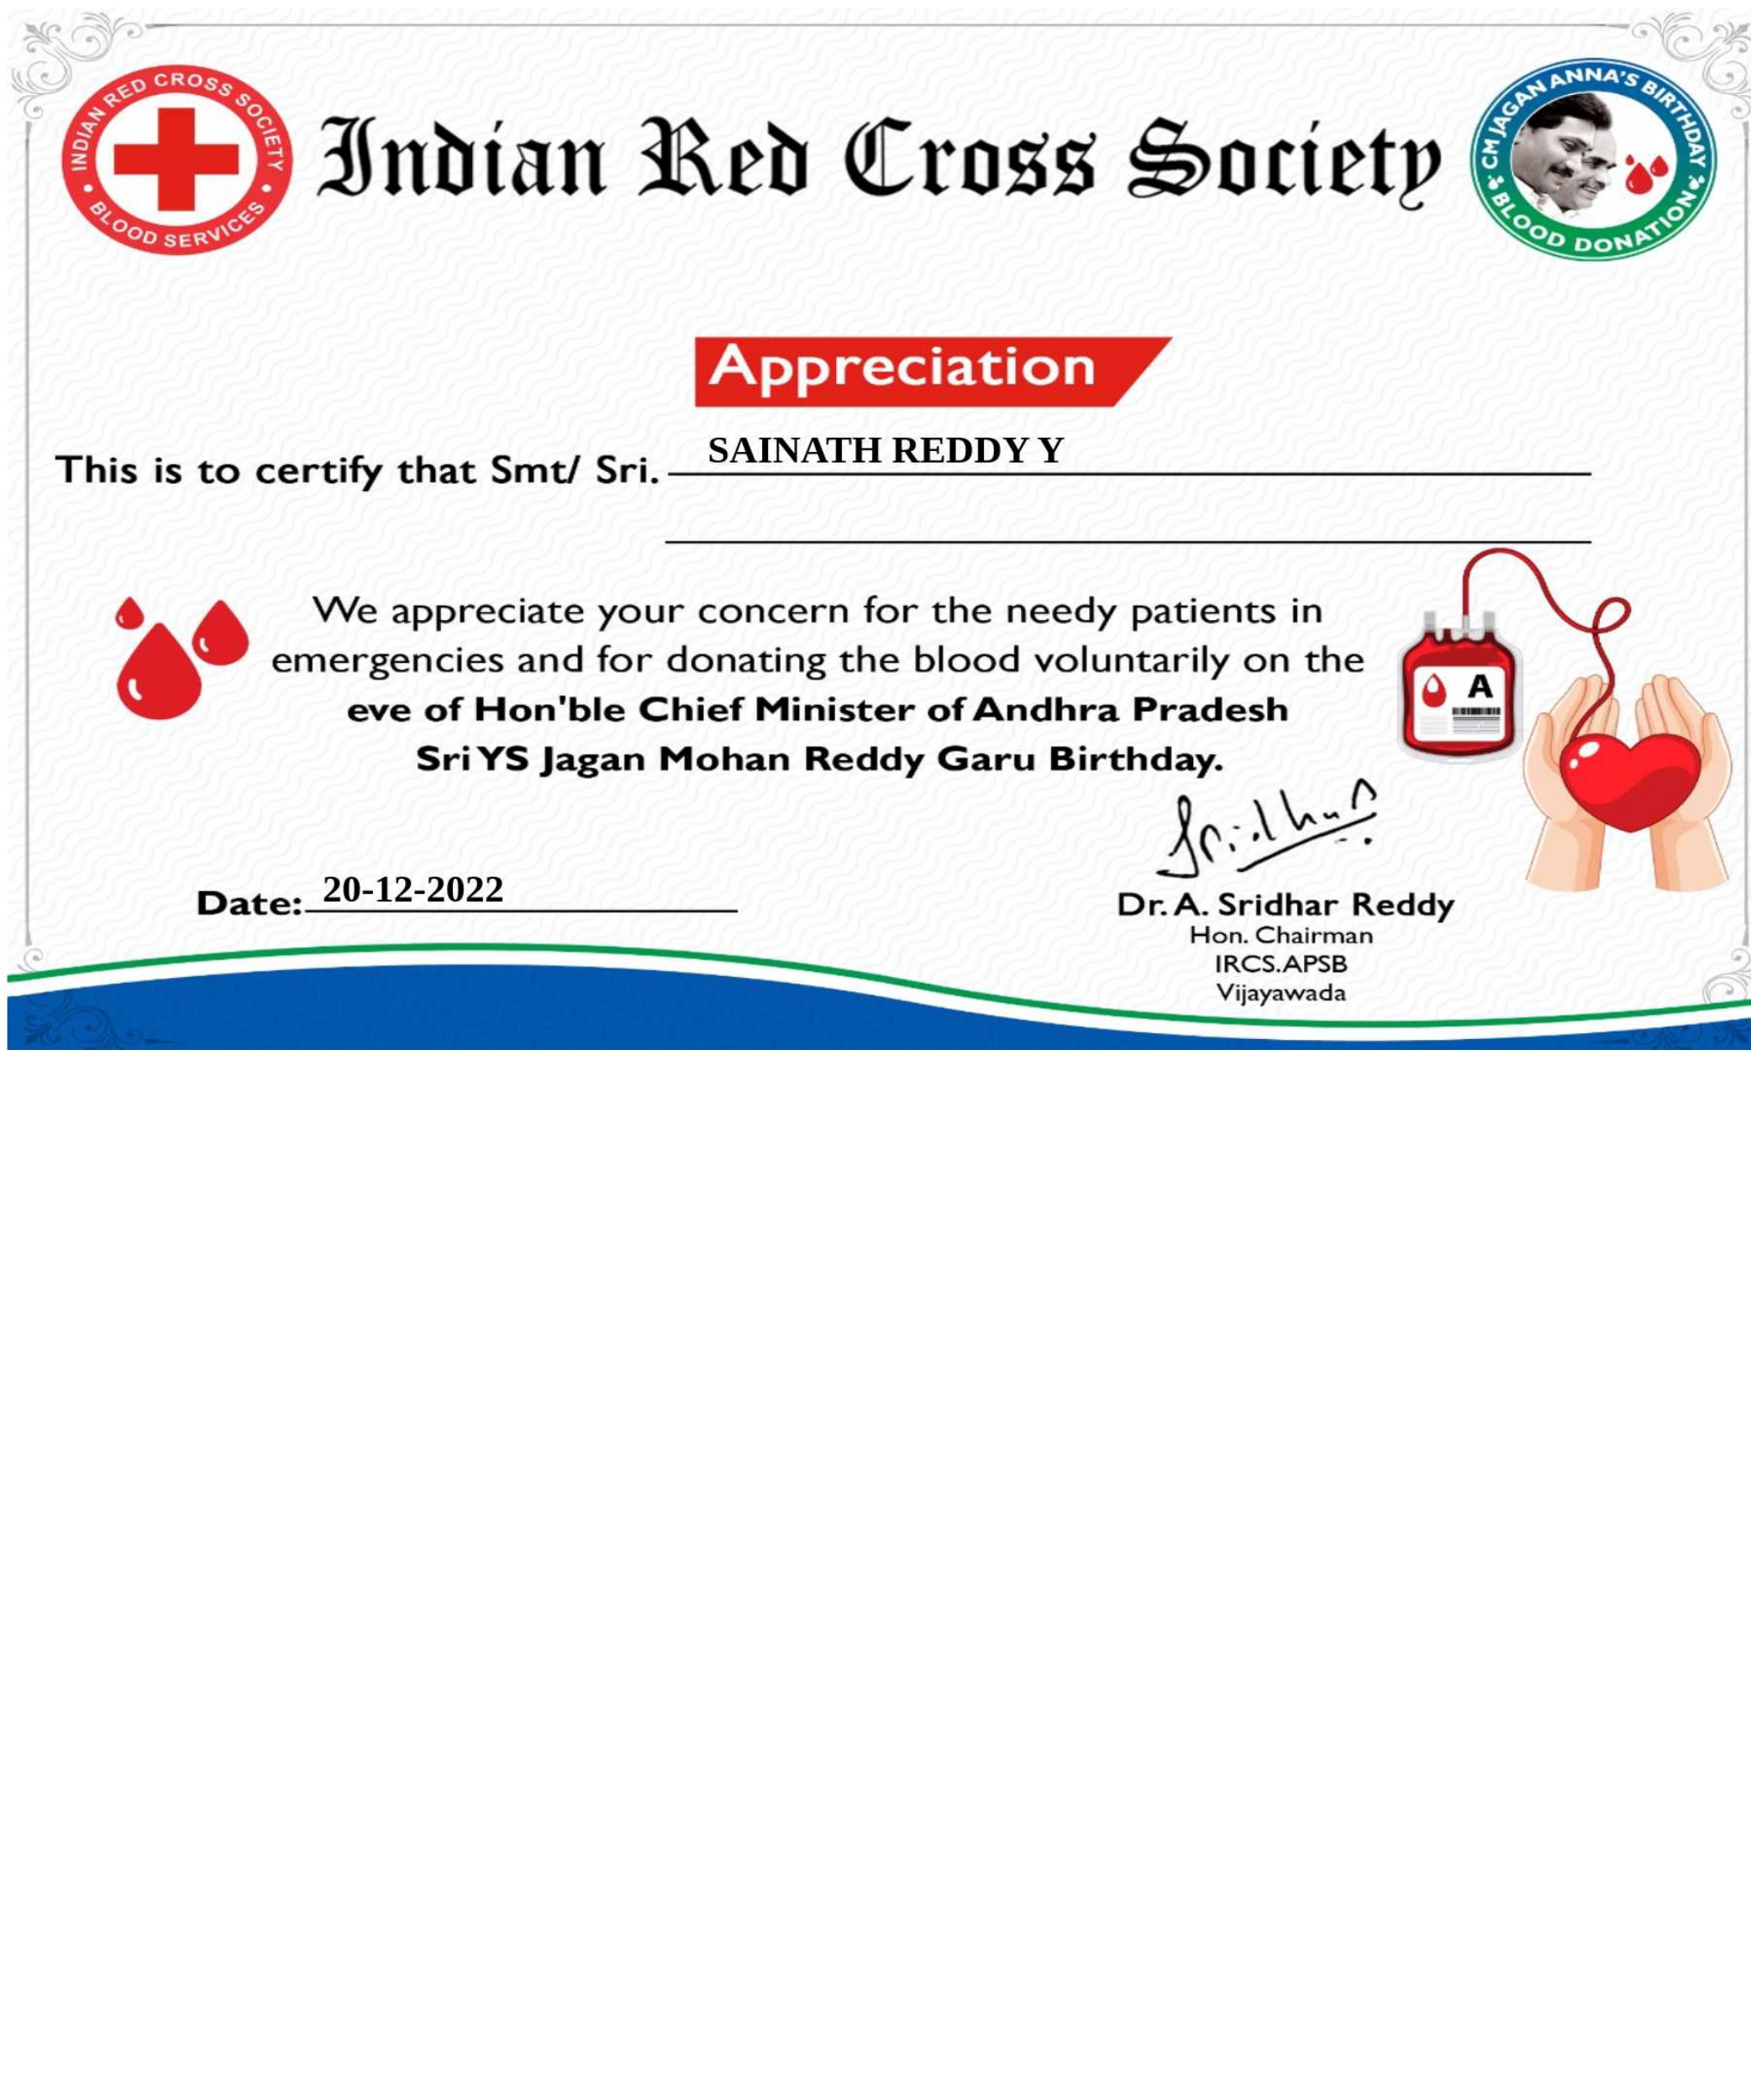 INDIAN RED CROSS SOCIETY
• BLOOD SERVICES •
Indian Red Cross Society
CM JAGAN ANNA'S BIRTHDAY
BLOOD DONATION
Appreciation
This is to certify that Smt/ Sri. SAINATH REDDY Y
We appreciate your concern for the needy patients in
emergencies and for donating the blood voluntarily on the
eve of Hon'ble Chief Minister of Andhra Pradesh
Sri YS Jagan Mohan Reddy Garu Birthday.
A
Sridhar
Date: 20-12-2022
Dr. A. Sridhar Reddy
Hon. Chairman
IRCS.APSB
Vijayawada